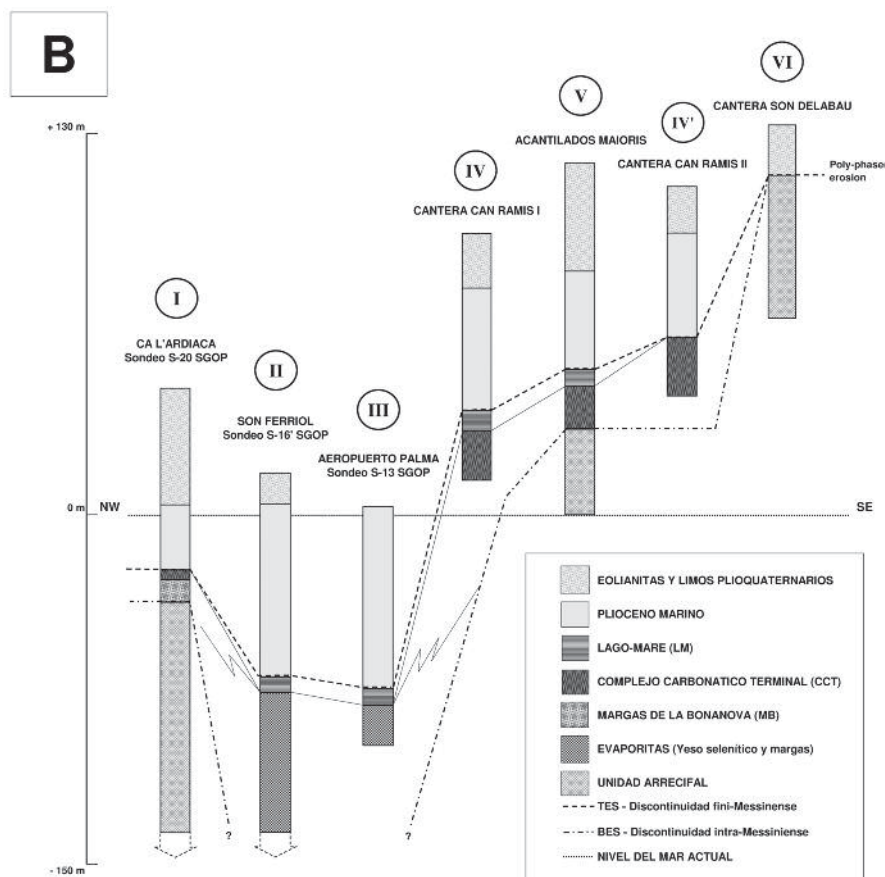 B
VI
CANTERA SON DELABAU
V
IV'
+ 130 m
ACANTILADOS MAIORIS
IV
CANTERA CAN RAMIS II
Poly-phase
erosion
CANTERA CAN RAMIS I
I
CA L'ARDIACA
Sondeo S-20 SGOP
II
III
SON FERRIOL
Sondeo S-16' SGOP
AEROPUERTO PALMA
Sondeo S-13 SGOP
0 m
NW
SE
EOLIANITAS Y LIMOS PLIOQUATERNARIOS
PLIOCENO MARINO
LAGO-MARE (LM)
COMPLEJO CARBONATICO TERMINAL (CCT)
MARGAS DE LA BONANOVA (MB)
EVAPORITAS (Yeso selenítico y margas)
UNIDAD ARRECIFAL
TES - Discontinuidad fini-Messinense
BES - Discontinuidad intra-Messiniense
NIVEL DEL MAR ACTUAL
?
?
- 150 m